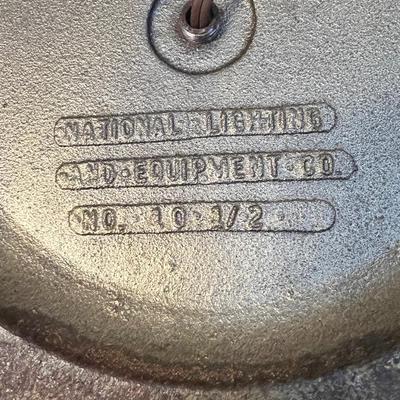 NATIONAL LIGHTING
AND·EQUIPMENT·CO.
NO. 10 1/2